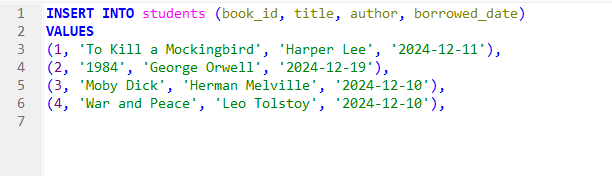 1 INSERT INTO students (book_id, title, author, borrowed_date)
2 VALUES
3 (1, 'To Kill a Mockingbird', 'Harper Lee', '2024-12-11'),
4 (2, '1984', 'George Orwell', '2024-12-19'),
5 (3, 'Moby Dick', 'Herman Melville', '2024-12-10'),
6 (4, 'War and Peace', 'Leo Tolstoy', '2024-12-10'),
7